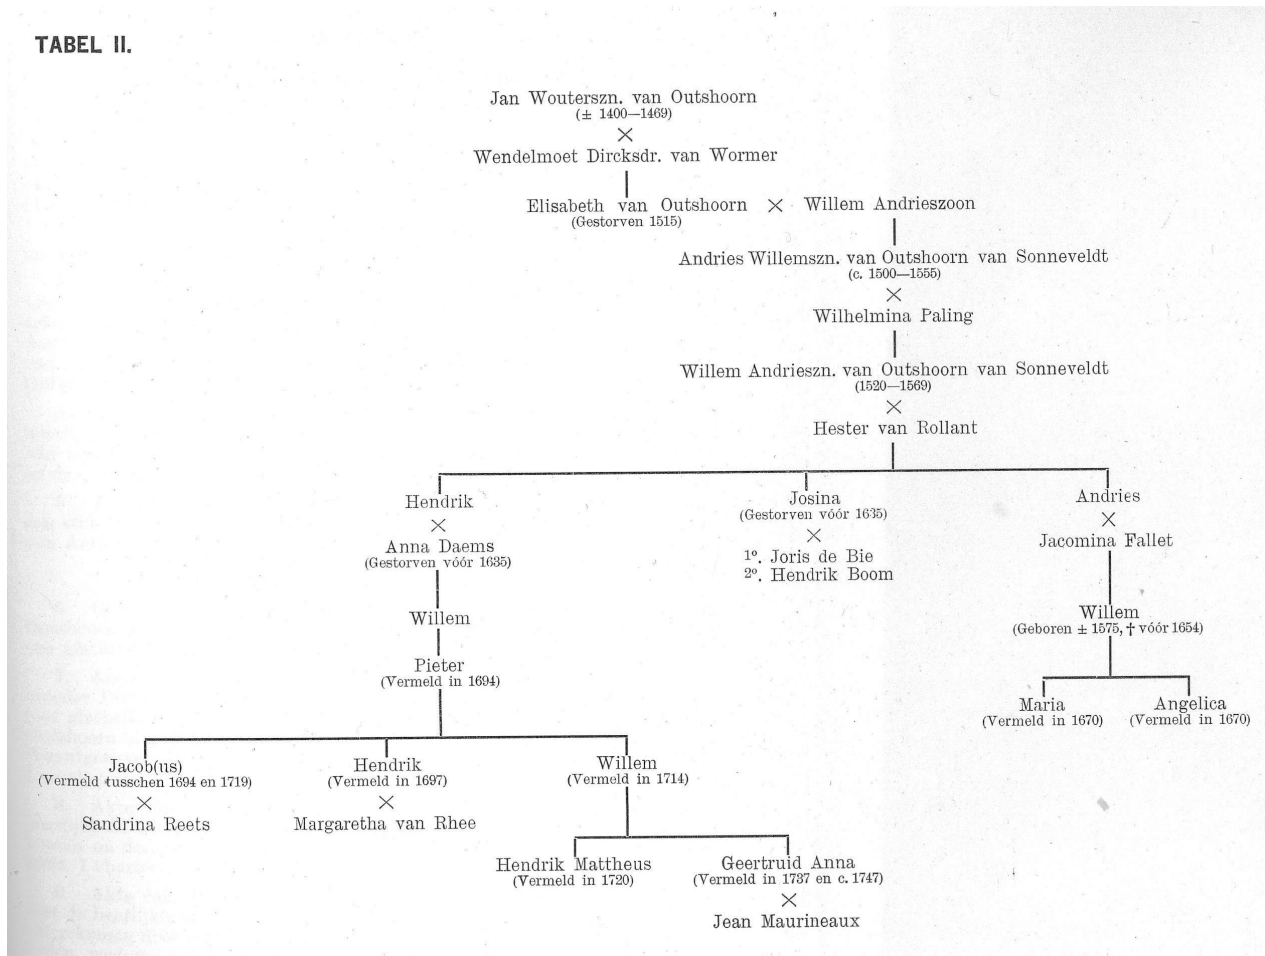 TABEL II.
Jan Wouterszn. van Outshoorn
(± 1400—1469)
×
Wendelmoet Dircksdr. van Wormer
Elisabeth van Outshoorn × Willem Andrieszoon
(Gestorven 1515)
Andries Willemszn. van Outshoorn van Sonneveldt
(c. 1500—1555)
×
Wilhelmina Paling
Willem Andrieszn. van Outshoorn van Sonneveldt
(1520—1569)
×
Hester van Rollant
Hendrik
×
Anna Daems
(Gestorven vóór 1635)
Josina
(Gestorven vóór 1635)
×
1º. Joris de Bie
2º. Hendrik Boom
Andries
×
Jacomina Fallet
Willem
Willem
(Geboren ± 1575, † vóór 1654)
Pieter
(Vermeld in 1694)
Maria
(Vermeld in 1670)
Angelica
(Vermeld in 1670)
Jacob(us)
(Vermeld tusschen 1694 en 1719)
×
Sandrina Reets
Hendrik
(Vermeld in 1697)
×
Margaretha van Rhee
Willem
(Vermeld in 1714)
Hendrik Mattheus
(Vermeld in 1720)
Geertruid Anna
(Vermeld in 1737 en c. 1747)
×
Jean Maurineaux